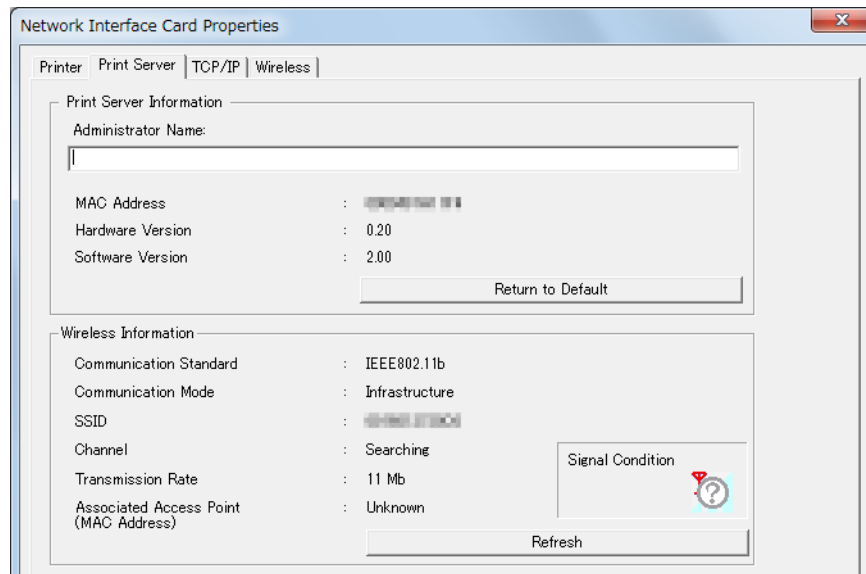 Network Interface Card Properties
Printer Print Server TCP/IP Wireless
Print Server Information
Administrator Name:
MAC Address :
Hardware Version : 0.20
Software Version : 2.00
Return to Default
Wireless Information
Communication Standard : IEEE802.11b
Communication Mode : Infrastructure
SSID :
Channel : Searching
Signal Condition
Transmission Rate : 11 Mb
Associated Access Point : Unknown
(MAC Address)
Refresh